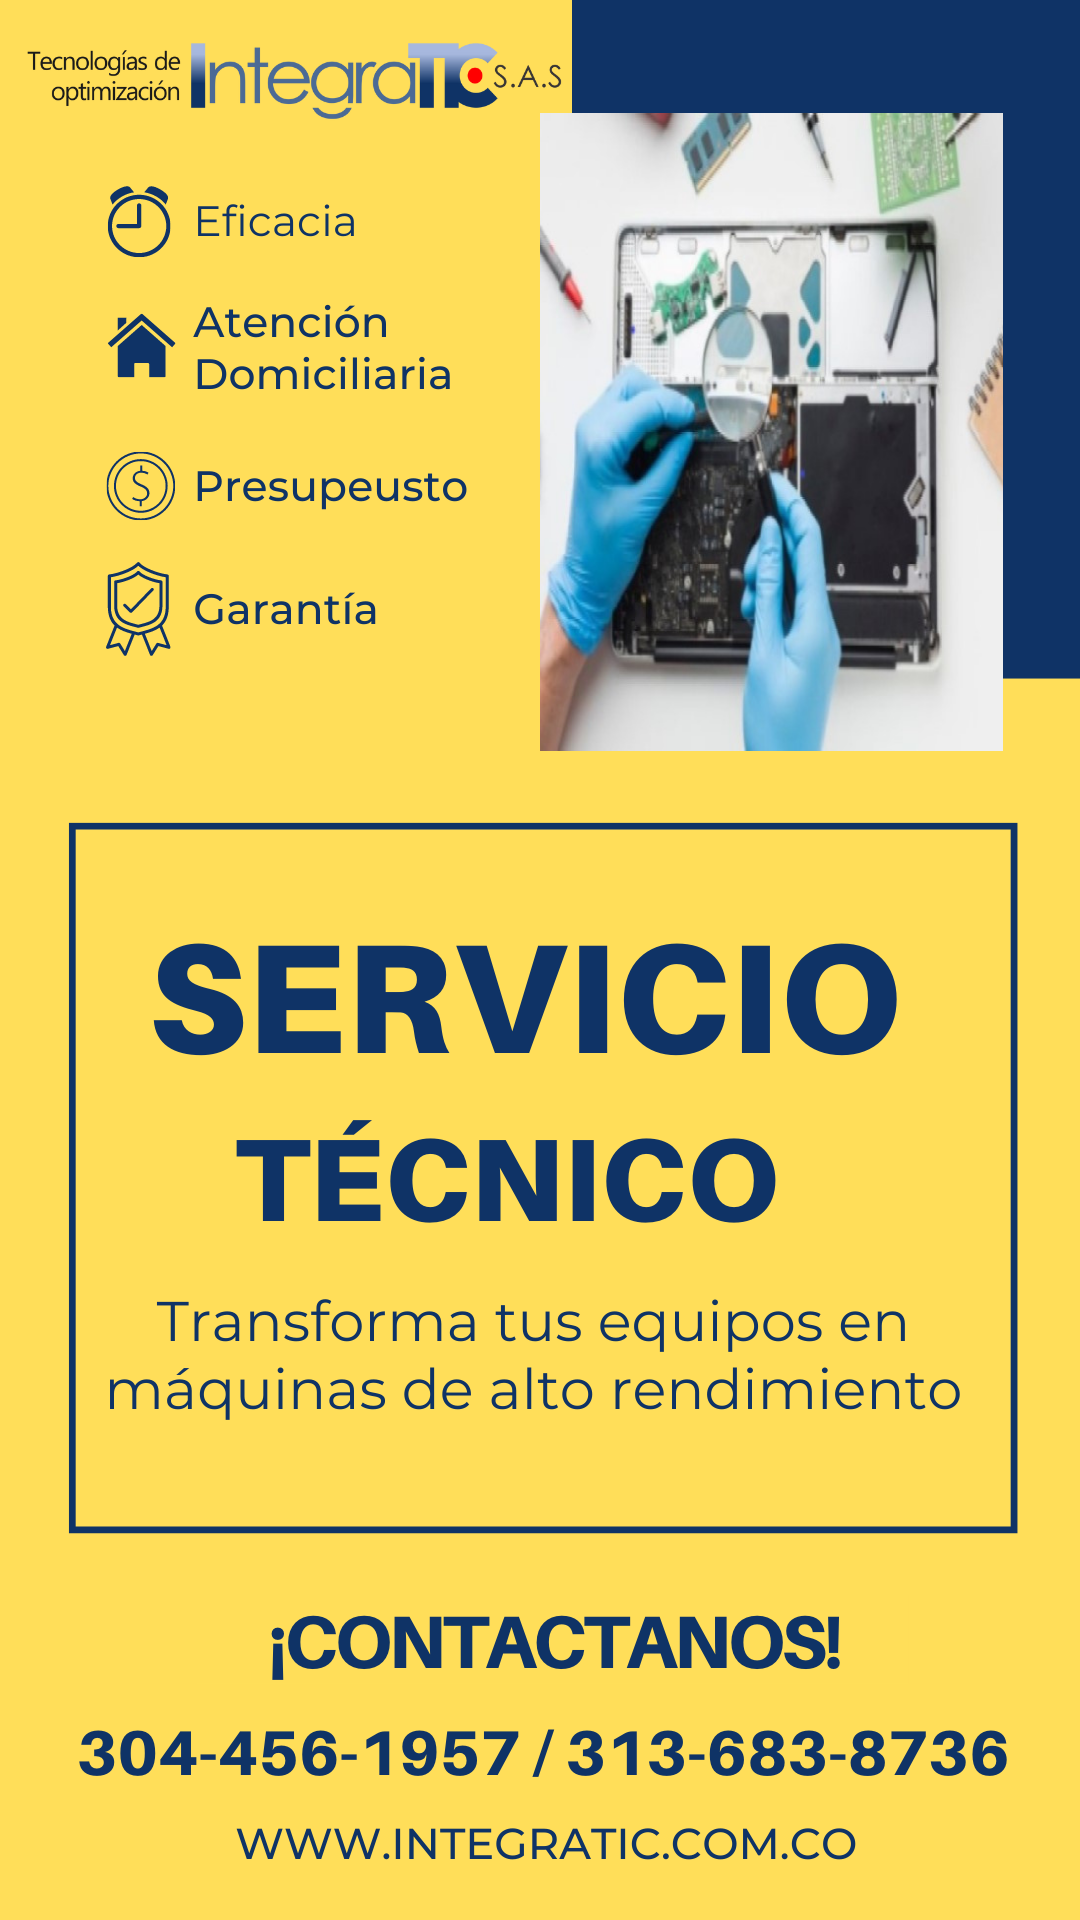 Tecnologías de
optimización
IntegraTIC S.A.S
Eficacia
Atención
Domiciliaria
Presupeusto
Garantía
SERVICIO
TÉCNICO
Transforma tus equipos en
máquinas de alto rendimiento
¡CONTACTANOS!
304-456-1957 / 313-683-8736
WWW.INTEGRATIC.COM.CO